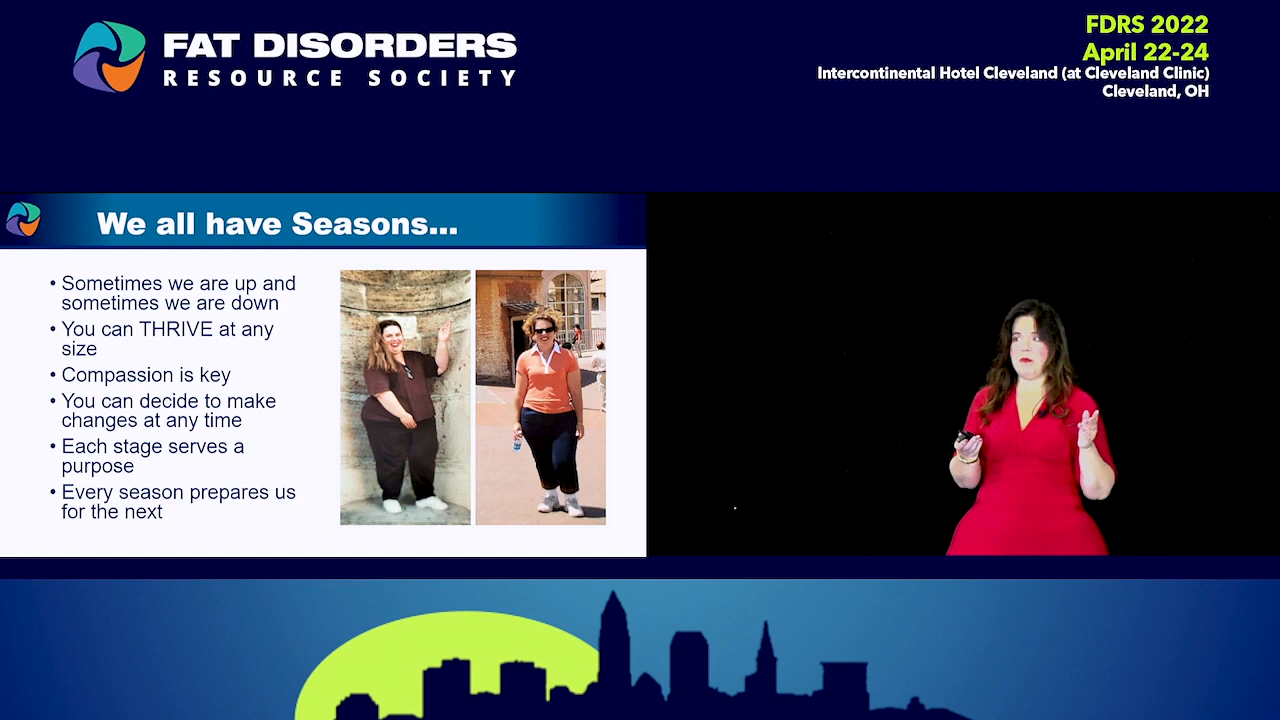 FAT DISORDERS
RESOURCE SOCIETY
FDRS 2022
April 22-24
Intercontinental Hotel Cleveland (at Cleveland Clinic)
Cleveland, OH
We all have Seasons...
• Sometimes we are up and
sometimes we are down
• You can THRIVE at any
size
• Compassion is key
• You can decide to make
changes at any time
• Each stage serves a
purpose
• Every season prepares us
for the next